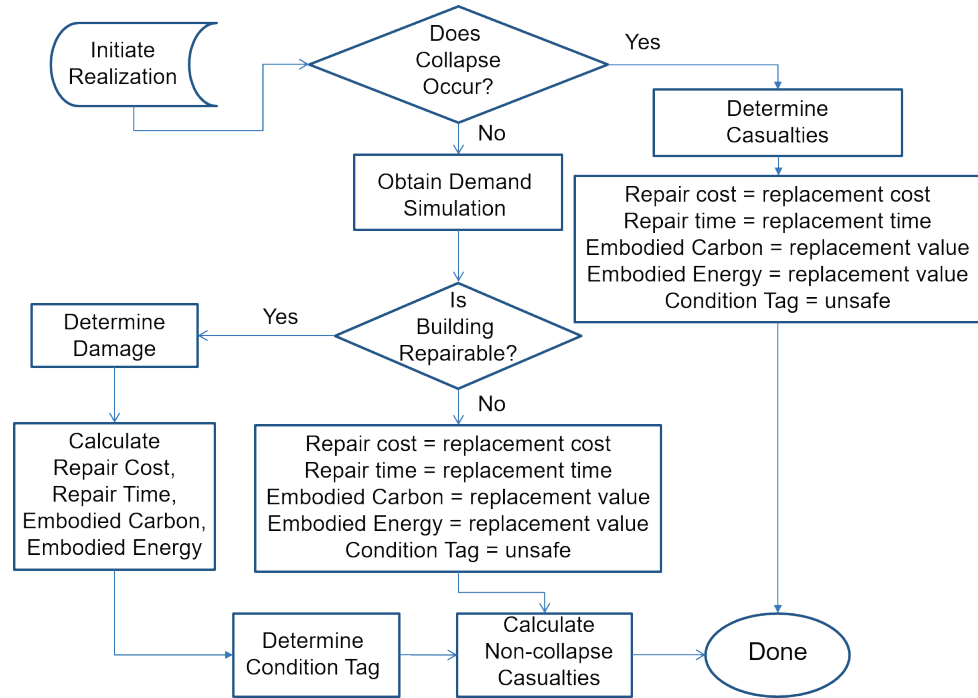 Initiate
Realization
Does
Collapse
Occur?
Yes
Determine
Casualties
No
Obtain Demand
Simulation
Repair cost = replacement cost
Repair time = replacement time
Embodied Carbon = replacement value
Embodied Energy = replacement value
Condition Tag = unsafe
Is
Building
Repairable?
Yes
Determine
Damage
No
Calculate
Repair Cost,
Repair Time,
Embodied Carbon,
Embodied Energy
Repair cost = replacement cost
Repair time = replacement time
Embodied Carbon = replacement value
Embodied Energy = replacement value
Condition Tag = unsafe
Determine
Condition Tag
Calculate
Non-collapse
Casualties
Done